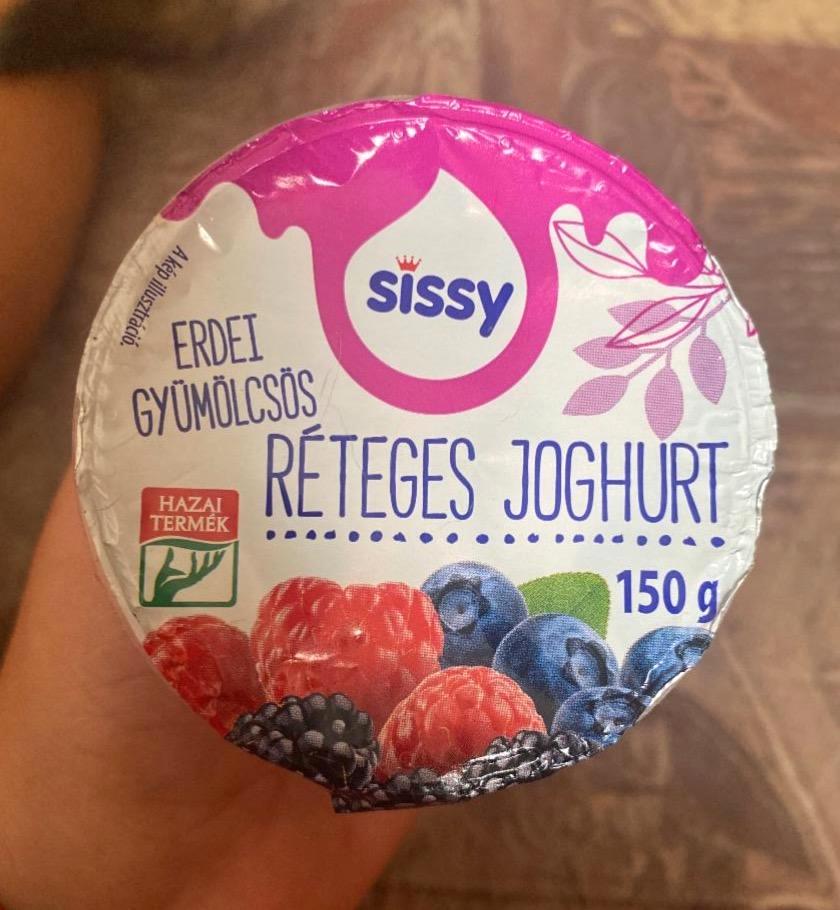 sissy
A kép illusztráció.
ERDEI
GYÜMÖLCSÖS
RÉTEGES JOGHURT
HAZAI
TERMÉK
150 g